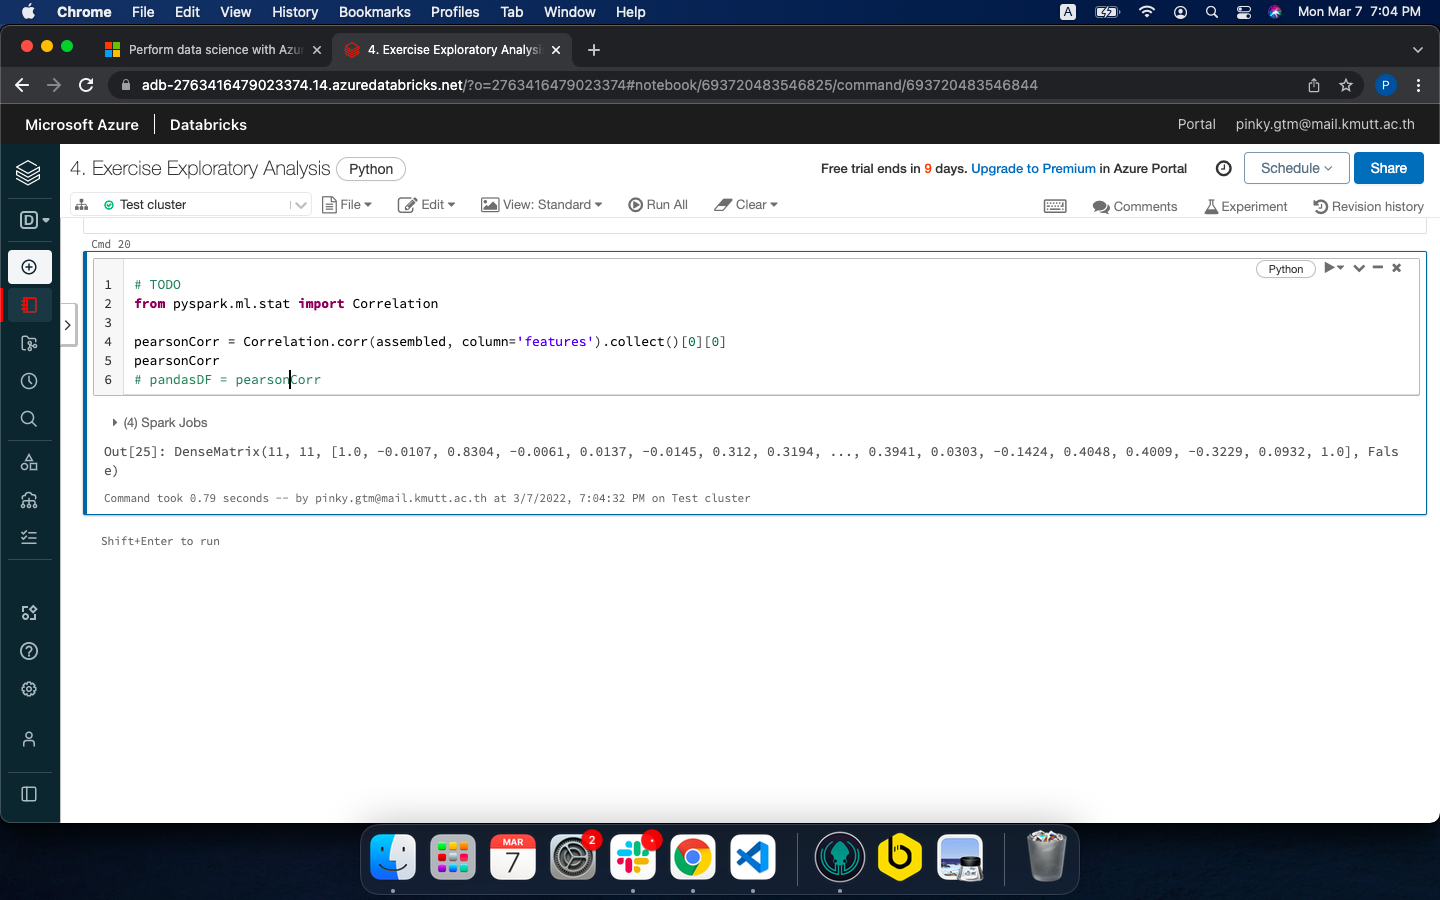 Chrome File Edit View History Bookmarks Profiles Tab Window Help A Mon Mar 7 7:04 PM
Perform data science with Azu 4. Exercise Exploratory Analysi
adb-2763416479023374.14.azuredatabricks.net/?o=2763416479023374#notebook/693720483546825/command/693720483546844 P
Microsoft Azure Databricks Portal pinky.gtm@mail.kmutt.ac.th
4. Exercise Exploratory Analysis Python Free trial ends in 9 days. Upgrade to Premium in Azure Portal Schedule Share
D Test cluster File Edit View: Standard Run All Clear Comments Experiment Revision history
Cmd 20
Python
1 # TODO
2 from pyspark.ml.stat import Correlation
3
4 pearsonCorr = Correlation.corr(assembled, column='features').collect()[0][0]
5 pearsonCorr
6 # pandasDF = pearsonCorr
(4) Spark Jobs
Out[25]: DenseMatrix(11, 11, [1.0, -0.0107, 0.8304, -0.0061, 0.0137, -0.0145, 0.312, 0.3194, ..., 0.3941, 0.0303, -0.1424, 0.4048, 0.4009, -0.3229, 0.0932, 1.0], Fals
e)
Command took 0.79 seconds -- by pinky.gtm@mail.kmutt.ac.th at 3/7/2022, 7:04:32 PM on Test cluster
Shift+Enter to run
MAR 2
7